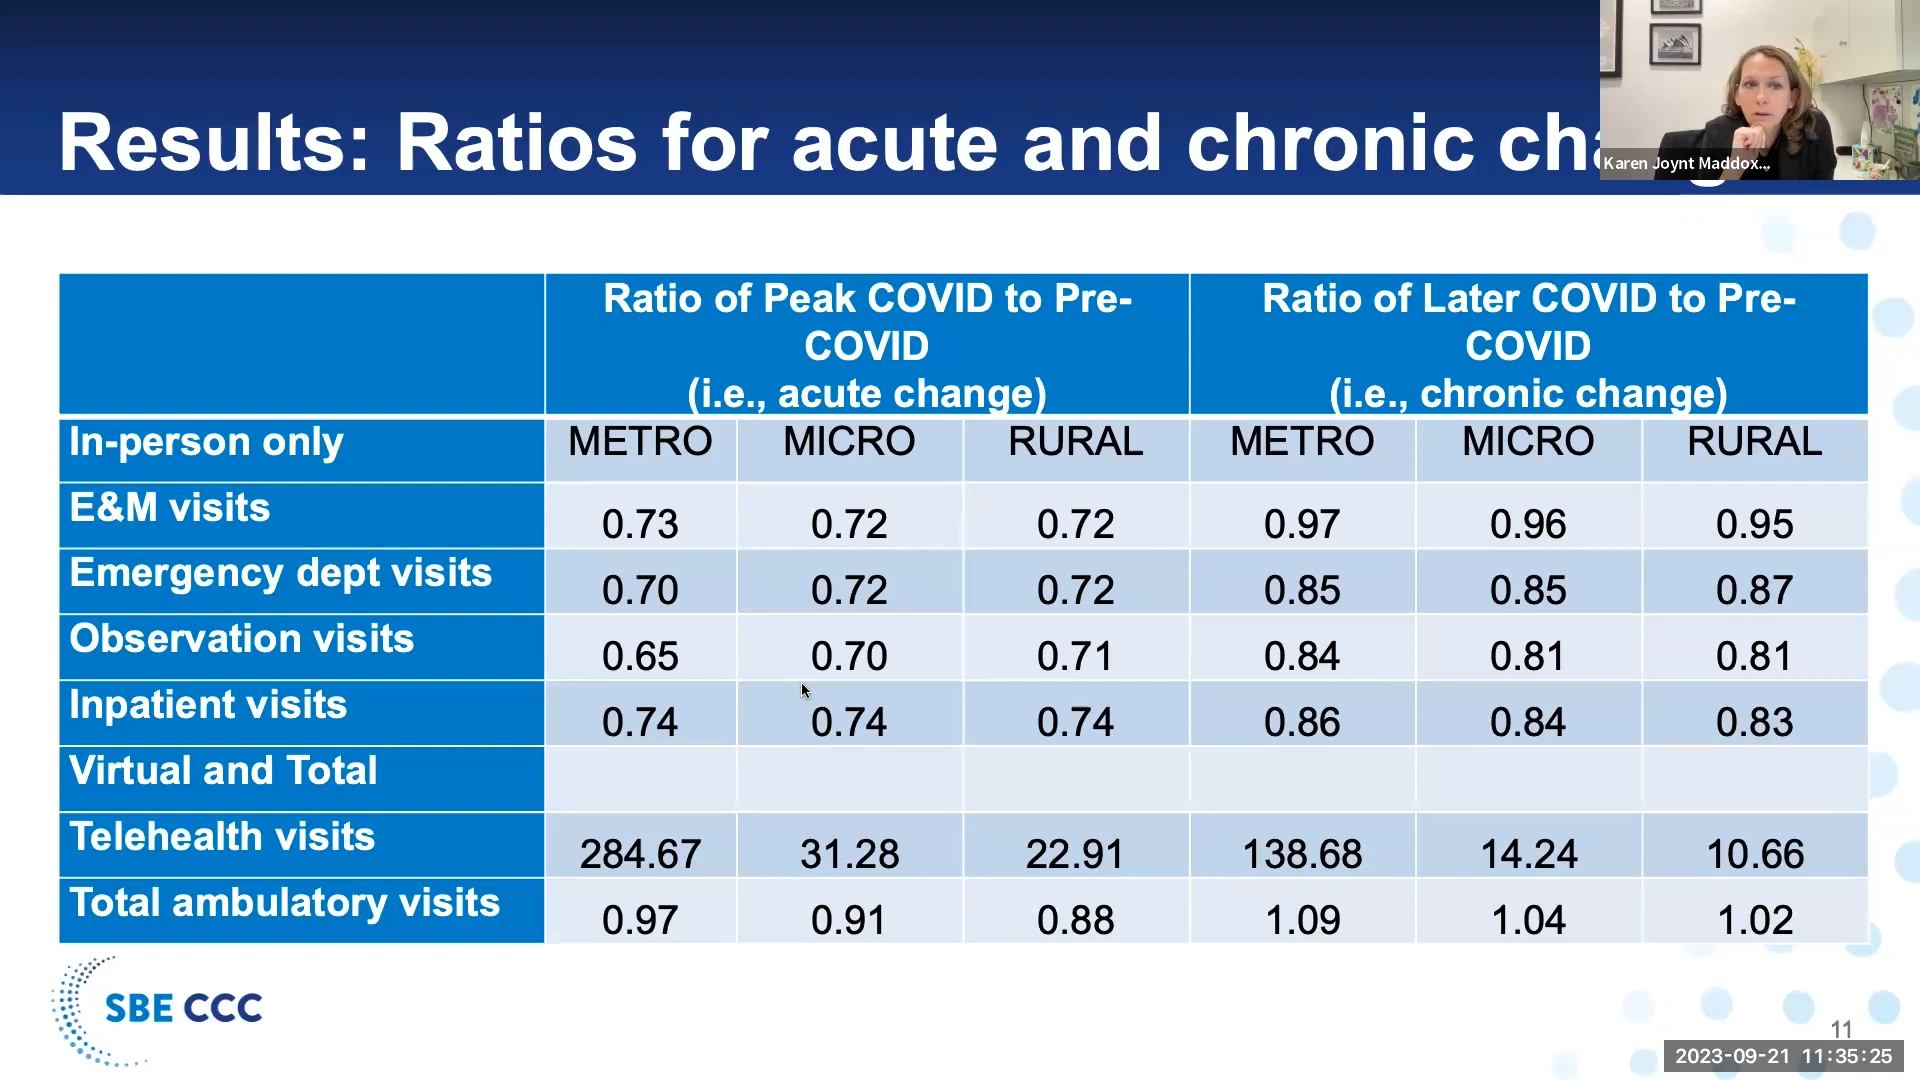 Results: Ratios for acute and chronic
Karen Joynt Maddox...
Ratio of Peak COVID to Pre-
COVID
(i.e., acute change)
Ratio of Later COVID to Pre-
COVID
(i.e., chronic change)
In-person only METRO MICRO RURAL METRO MICRO RURAL
E&M visits 0.73 0.72 0.72 0.97 0.96 0.95
Emergency dept visits 0.70 0.72 0.72 0.85 0.85 0.87
Observation visits 0.65 0.70 0.71 0.84 0.81 0.81
Inpatient visits 0.74 0.74 0.74 0.86 0.84 0.83
Virtual and Total
Telehealth visits 284.67 31.28 22.91 138.68 14.24 10.66
Total ambulatory visits 0.97 0.91 0.88 1.09 1.04 1.02
SBE CCC
11
2023-09-21 11:35:25